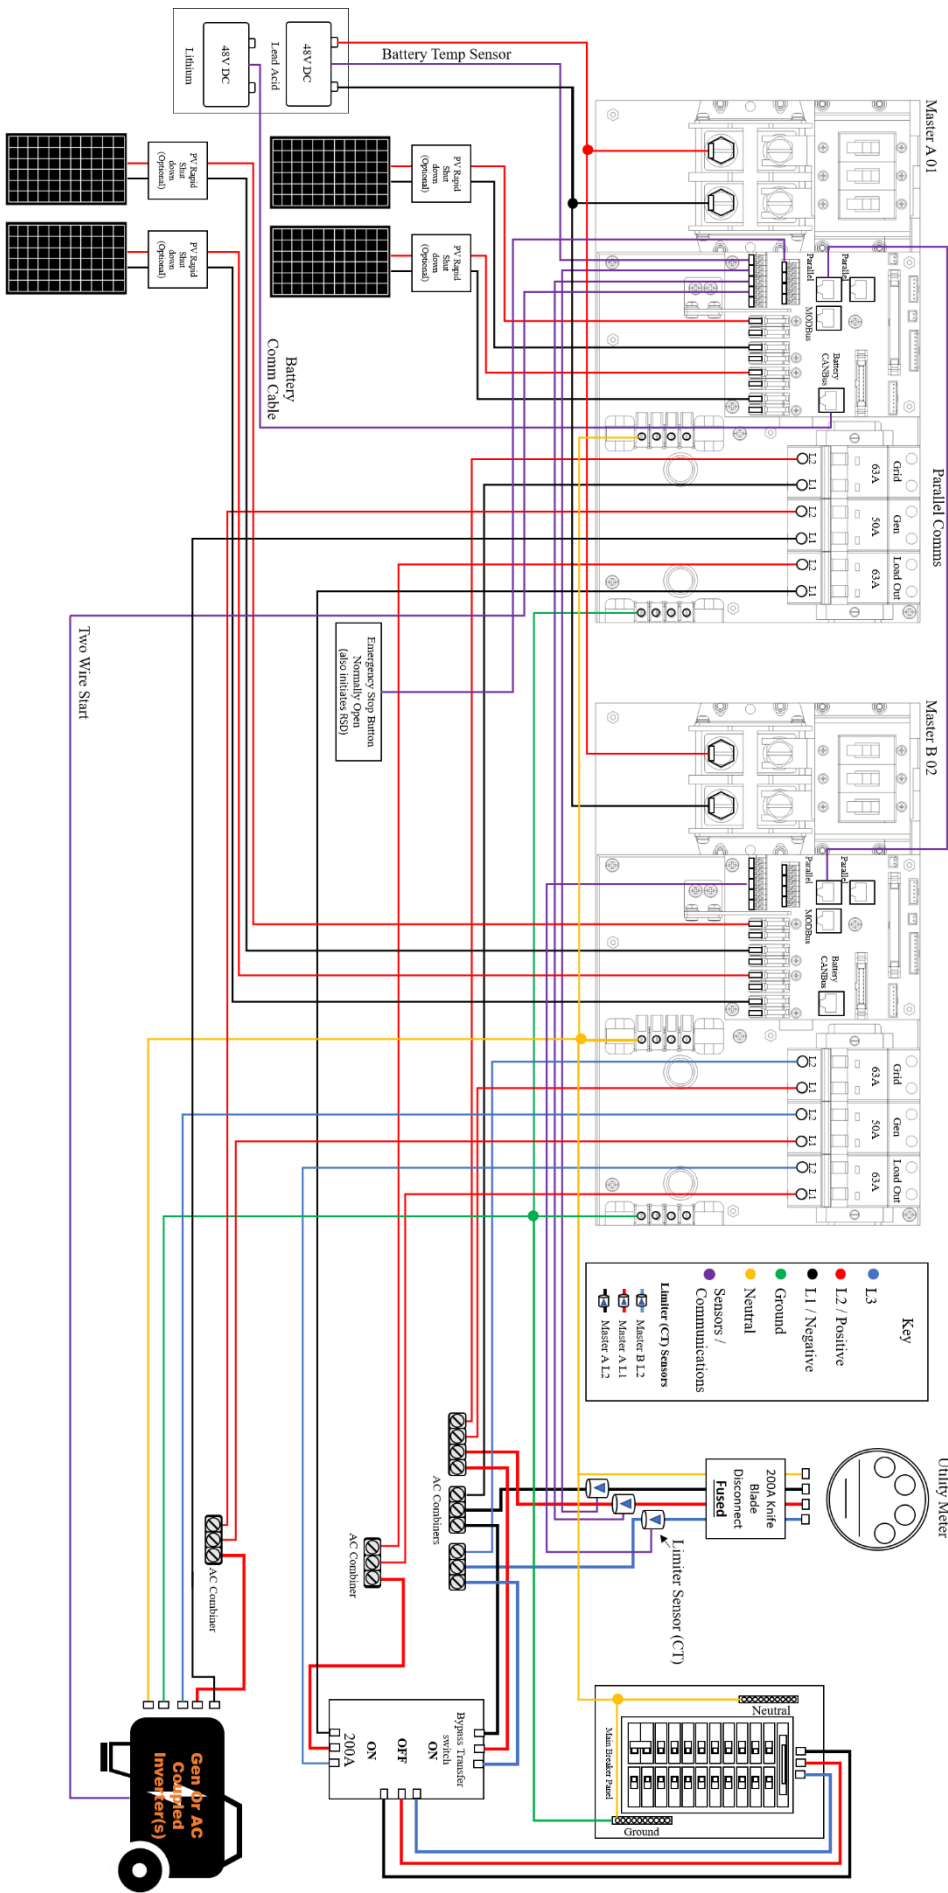 Battery Temp Sensor
48V DC
Lead Acid
48V DC
Lithium
Master A 01
PV Rapid
Shut
down
(Optional)
PV Rapid
Shut
down
(Optional)
PV Rapid
Shut
down
(Optional)
PV Rapid
Shut
down
(Optional)
Parallel
Parallel
MODBus
Battery
CANBus
Battery
Comm Cable
L2
L1
63A
Grid
L2
L1
50A
Gen
L2
L1
63A
Load Out
Parallel Comms
Two Wire Start
Emergency Stop Button
Normally Open
(also initiates RSD)
Master B 02
Parallel
Parallel
MODBus
Battery
CANBus
L2
L1
63A
Grid
L2
L1
50A
Gen
L2
L1
63A
Load Out
Key
L3
L2 / Positive
L1 / Negative
Ground
Neutral
Sensors /
Communications
Limiter (CT) Sensors
Master B L2
Master A L1
Master A L2
Utility Meter
200A Knife
Blade
Disconnect
Fused
Limiter Sensor (CT)
AC Combiners
AC Combiner
AC Combiner
Bypass Transfer
switch
ON
OFF
ON
200A
Neutral
Main Breaker Panel
Ground
Gen Or AC
Coupled
Inverter(s)